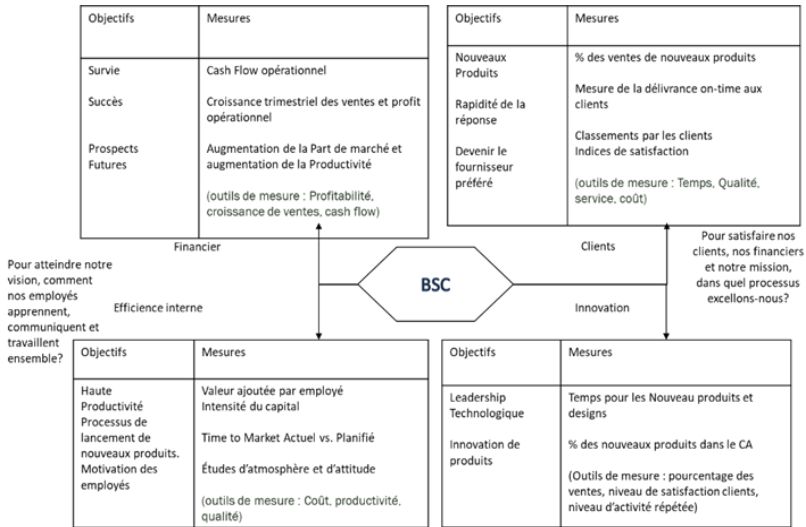 Objectifs Mesures
Survie Cash Flow opérationnel
Succès Croissance trimestriel des ventes et profit
opérationnel
Prospects Augmentation de la Part de marché et
Futures augmentation de la Productivité
(outils de mesure : Profitabilité,
croissance de ventes, cash flow)
Financier
Objectifs Mesures
Nouveaux % des ventes de nouveaux produits
Produits
Mesure de la délivrance on-time aux
Rapidité de la clients
réponse
Classements par les clients
Devenir le Indices de satisfaction
fournisseur
préféré (outils de mesure : Temps, Qualité,
service, coût)
Clients
Pour satisfaire nos
clients, nos financiers
et notre mission,
dans quel processus
excellons-nous?
BSC
Pour atteindre notre
vision, comment
nos employés
apprennent,
communiquent et
travaillent
ensemble?
Efficience interne
Objectifs Mesures
Haute Valeur ajoutée par employé
Productivité Intensité du capital
Processus de
lancement de Time to Market Actuel vs. Planifié
nouveaux produits.
Motivation des Études d'atmosphère et d'attitude
employés
(outils de mesure : Coût, productivité,
qualité)
Innovation
Objectifs Mesures
Leadership Temps pour les Nouveau produits et
Technologique designs
Innovation de % des nouveaux produits dans le CA
produits
(Outils de mesure : pourcentage des
ventes, niveau de satisfaction clients,
niveau d'activité répétée)